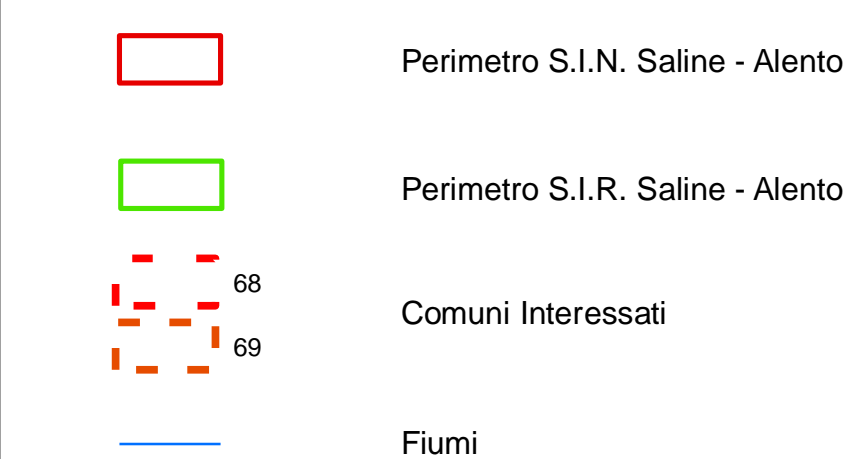 Perimetro S.I.N. Saline - Alento
Perimetro S.I.R. Saline - Alento
68
Comuni Interessati
69
Fiumi